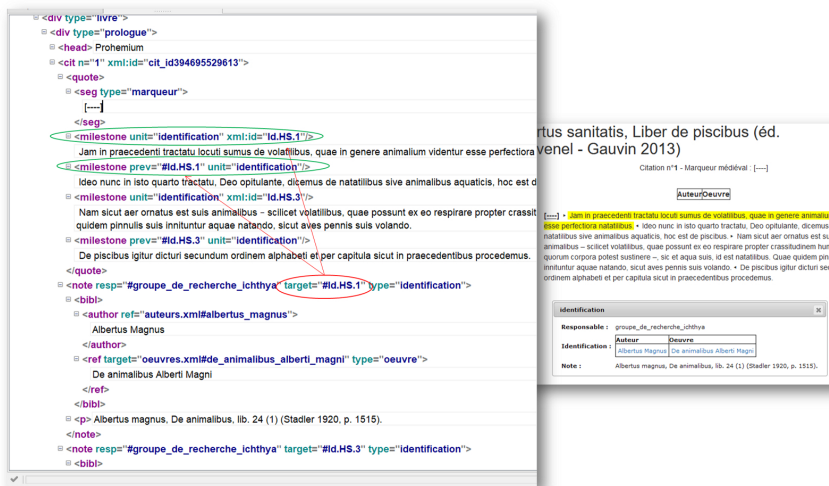 <div type="livre">
<div type="prologue">
<head> Prohemium
<cit n="1" xml:id="cit_id394695529613">
<quote>
<seg type="marqueur">
[----]
</seg>
<milestone unit="identification" xml:id="Id.HS.1"/>
Jam in praecedenti tractatu locuti sumus de volatilibus, quae in genere animalium videntur esse perfectiora
<milestone prev="#Id.HS.1" unit="identification"/>
Ideo nunc in isto quarto tractatu, Deo opitulante, dicemus de natatilibus sive animalibus aquaticis, hoc est d
<milestone unit="identification" xml:id="Id.HS.3"/>
Nam sicut aer ornatus est suis animalibus – scilicet volatilibus, quae possunt ex eo respirare propter crassit
quidem pinnulis suis innituntur aquae natando, sicut aves pennis suis volando.
<milestone prev="#Id.HS.3" unit="identification"/>
De piscibus igitur dicturi secundum ordinem alphabeti et per capitula sicut in praecedentibus procedemus.
</quote>
<note resp="#groupe_de_recherche_ichthya" target="#Id.HS.1" type="identification">
<bibl>
<author ref="auteurs.xml#albertus_magnus">
Albertus Magnus
</author>
<ref target="oeuvres.xml#de_animalibus_alberti_magni" type="oeuvre">
De animalibus Alberti Magni
</ref>
</bibl>
<p> Albertus magnus, De animalibus, lib. 24 (1) (Stadler 1920, p. 1515).
</note>
<note resp="#groupe_de_recherche_ichthya" target="#Id.HS.3" type="identification">
<bibl>
rtus sanitatis, Liber de piscibus (éd.
venel - Gauvin 2013)
Citation n°1 - Marqueur médiéval : [----]
Auteur Oeuvre
[----] • Jam in praecedenti tractatu locuti sumus de volatilibus, quae in genere animaliu
esse perfectiora natatilibus. • Ideo nunc in isto quarto tractatu, Deo opitulante, dicemus
natatilibus sive animalibus aquaticis, hoc est de piscibus. • Nam sicut aer ornatus est su
animalibus – scilicet volatilibus, quae possunt ex eo respirare propter crassitudinem hum
quorum corpora potest sustinere –, sic et aqua suis, id est natatilibus. Quae quidem pin
innituntur aquae natando, sicut aves pennis suis volando. • De piscibus igitur dicturi sec
ordinem alphabeti et per capitula sicut in praecedentibus procedemus.
identification
Responsable : groupe_de_recherche_ichthya
Identification :
Auteur Oeuvre
Albertus Magnus De animalibus Alberti Magni
Note : Albertus magnus, De animalibus, lib. 24 (1) (Stadler 1920, p. 1515).